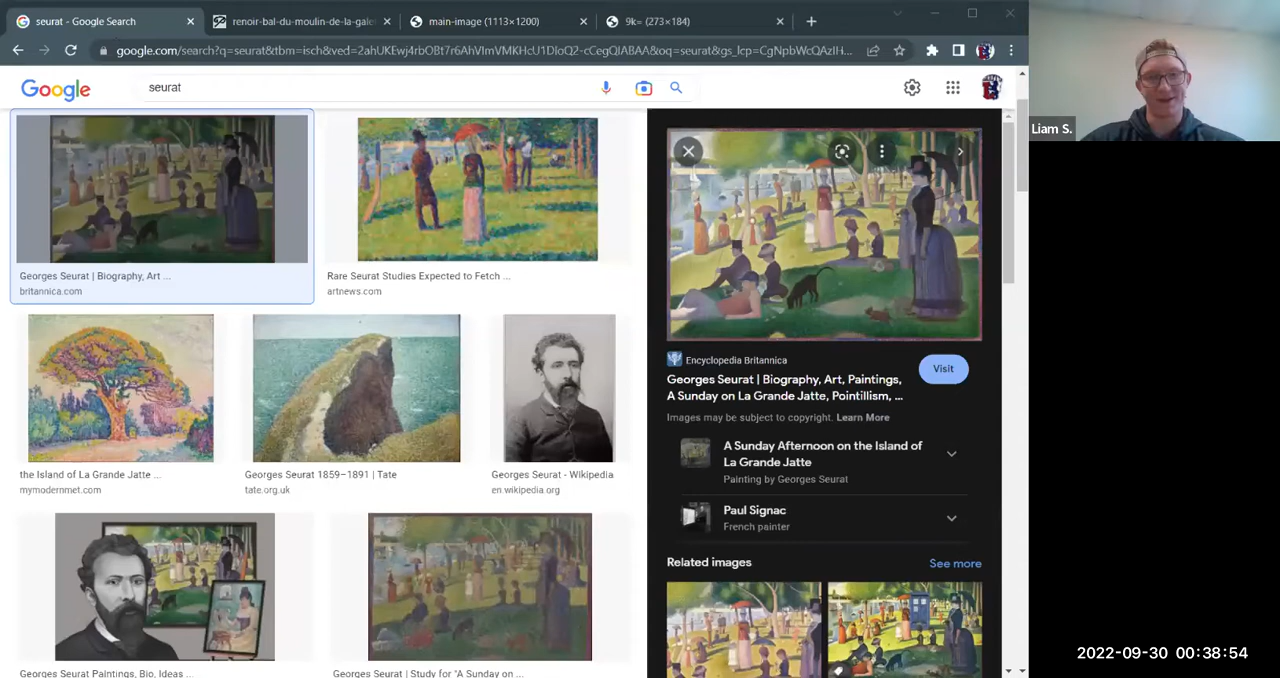 seurat - Google Search
renoir-bal-du-moulin-de-la-gale
main-image (1113×1200)
9k= (273×184)
google.com/search?q=seurat&tbm=isch&ved=2ahUKEwj4rbOBt7r6AhVImVMKHcU1DIoQ2-cCegQIABAA&oq=seurat&gs_lcp=CgNpbWcQAzIH...
Google
seurat
Liam S.
Georges Seurat | Biography, Art ...
britannica.com
Rare Seurat Studies Expected to Fetch ...
artnews.com
the Island of La Grande Jatte ...
mymodernmet.com
Georges Seurat 1859–1891 | Tate
tate.org.uk
Georges Seurat - Wikipedia
en.wikipedia.org
Georges Seurat Paintings, Bio, Ideas ...
Georges Seurat | Study for "A Sunday on ...
Encyclopedia Britannica
Visit
Georges Seurat | Biography, Art, Paintings,
A Sunday on La Grande Jatte, Pointillism, ...
Images may be subject to copyright. Learn More
A Sunday Afternoon on the Island of
La Grande Jatte
Painting by Georges Seurat
Paul Signac
French painter
Related images
See more
2022-09-30 00:38:54